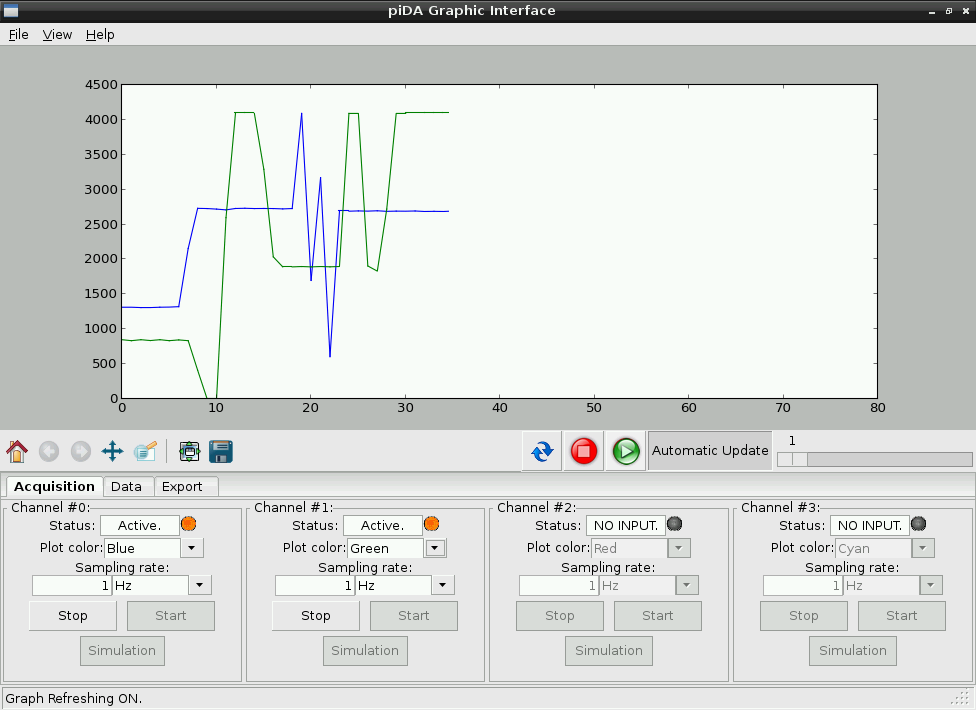 piDA Graphic Interface
File View Help
4500
4000
3500
3000
2500
2000
1500
1000
500
0
0 10 20 30 40 50 60 70 80
Automatic Update
1
Acquisition Data Export
Channel #0: Channel #1: Channel #2: Channel #3:
Status: Active. Status: Active. Status: NO INPUT. Status: NO INPUT.
Plot color: Blue Plot color: Green Plot color: Red Plot color: Cyan
Sampling rate: Sampling rate: Sampling rate: Sampling rate:
1 Hz 1 Hz 1 Hz 1 Hz
Stop Start Stop Start Stop Start Stop Start
Simulation Simulation Simulation Simulation
Graph Refreshing ON.